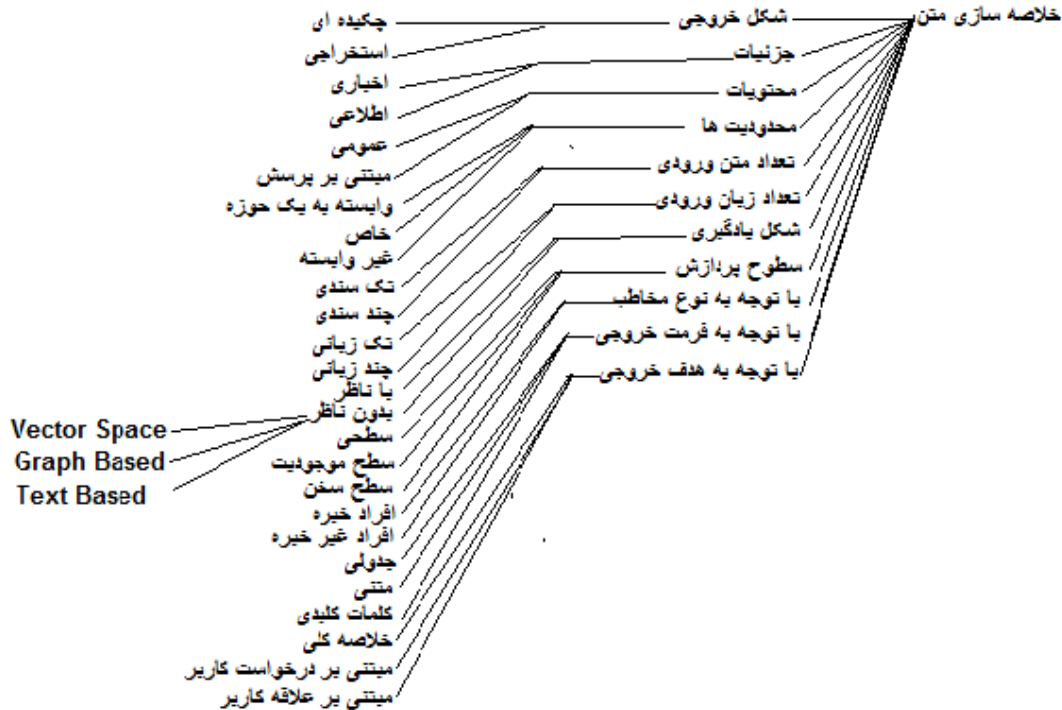 خلاصه سازی متن
شکل خروجی
جزئیات
محتویات
محدودیت ها
تعداد متن ورودی
تعداد زبان ورودی
شکل یادگیری
سطوح پردازش
با توجه به نوع مخاطب
با توجه به فرمت خروجی
با توجه به هدف خروجی
چکیده ای
استخراجی
اخباری
اطلاعی
عمومی
مبتنی بر پرسش
وابسته به یک حوزه
خاص
غیر وابسته
تک سندی
چند سندی
تک زبانی
چند زبانی
با ناظر
بدون ناظر
سطحی
سطح موجودیت
سطح سخن
افراد خبره
افراد غیر خبره
جدولی
متنی
کلمات کلیدی
خلاصه کلی
مبتنی بر درخواست کاربر
مبتنی بر علاقه کاربر
Vector Space
Graph Based
Text Based